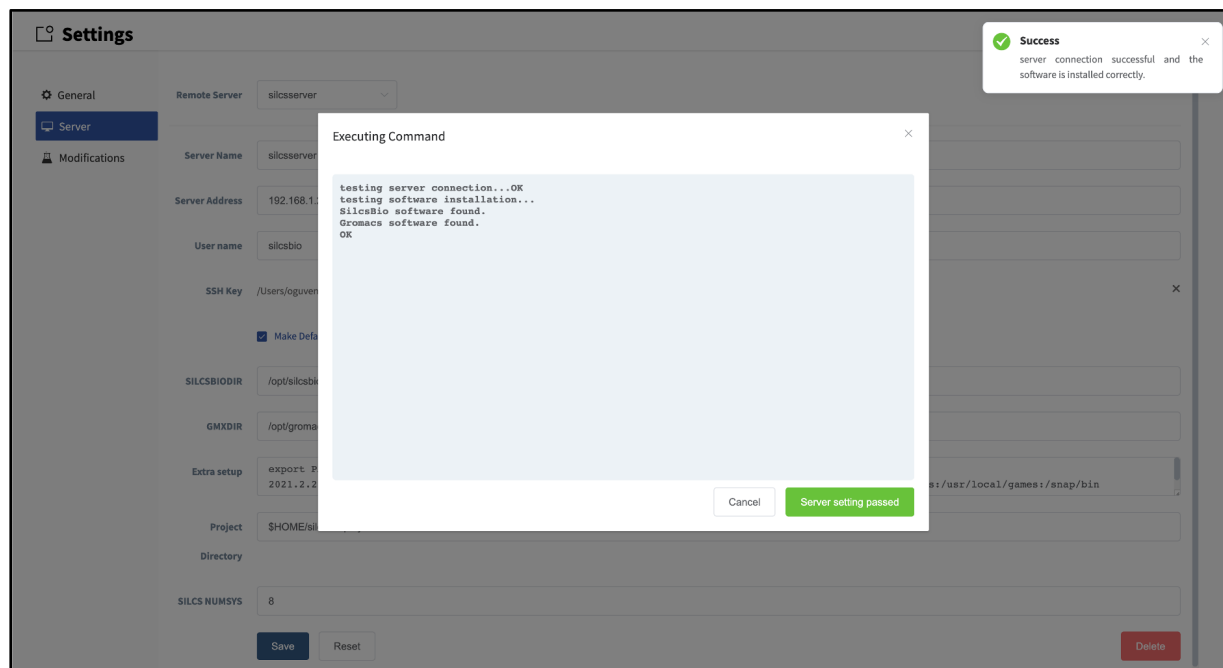 Settings
Success
server connection successful and the
software is installed correctly.
General
Server
Modifications
Remote Server silcsserver
Executing Command
testing server connection...OK
testing software installation...
SilcsBio software found.
Gromacs software found.
OK
Server Name silcsserver
Server Address 192.168.1.
User name silcsbio
SSH Key /Users/oguven
Make Defa
SILCSBIODIR /opt/silcsbi
GMXDIR /opt/groma
Extra setup export P
2021.2.2 s:/usr/local/games:/snap/bin
Cancel Server setting passed
Project
Directory
$HOME/sil
SILCS NUMSYS 8
Save Reset Delete